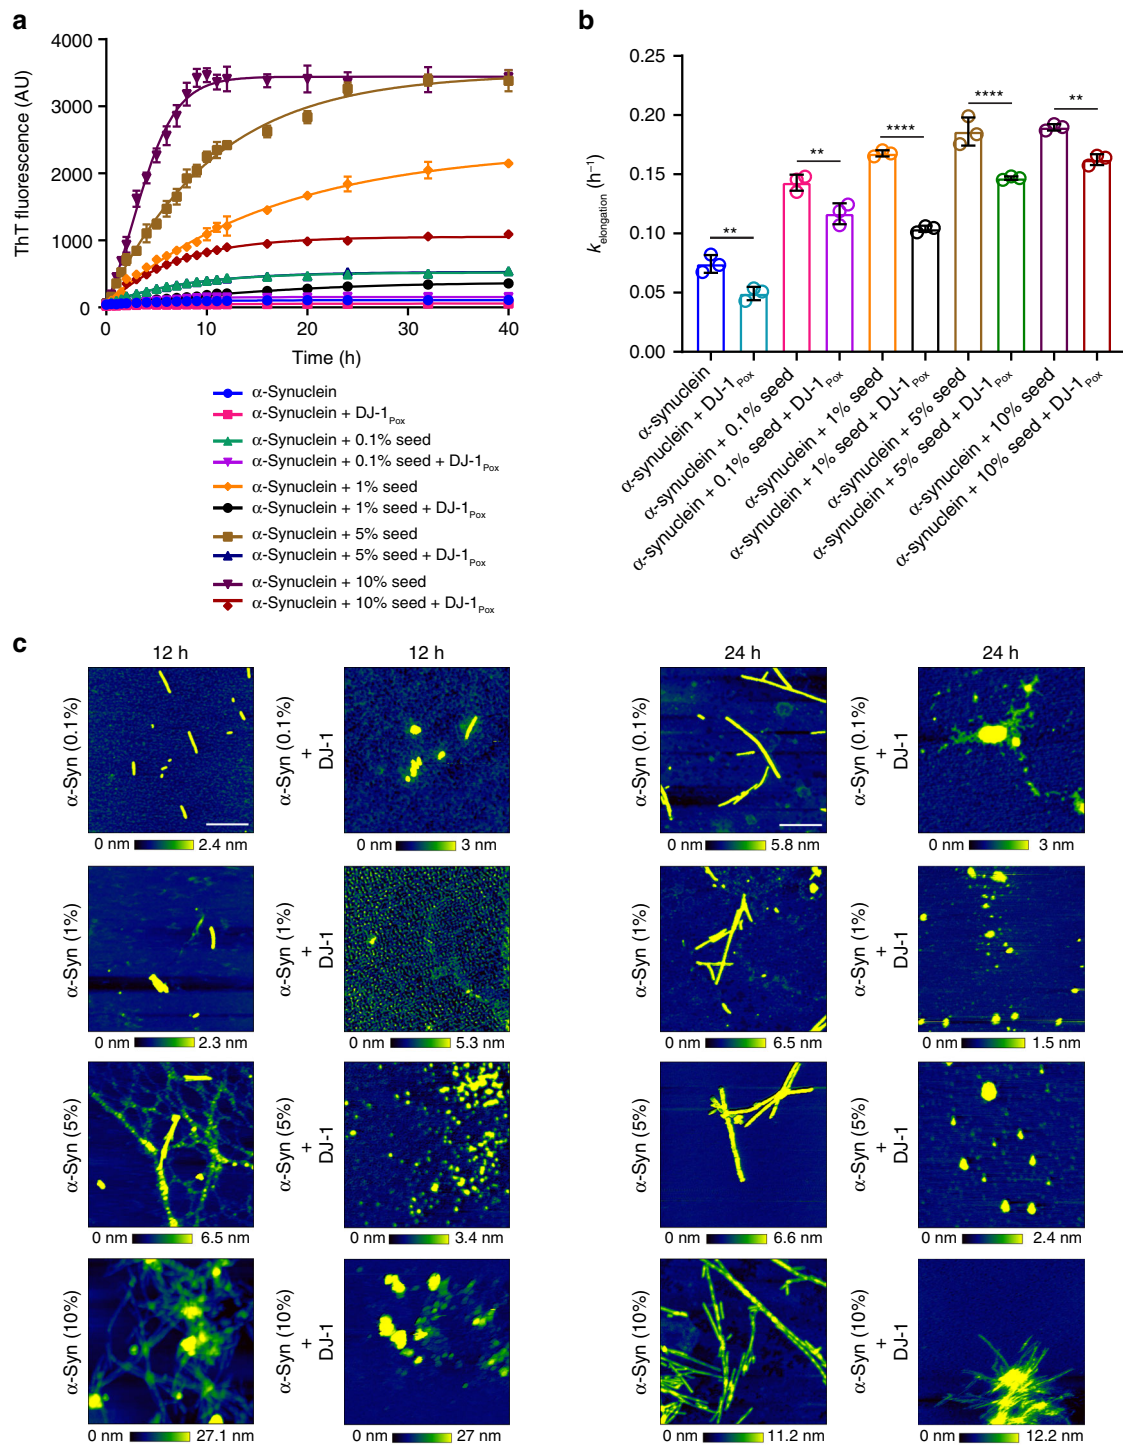 a
ThT fluorescence (AU)
4000
3000
2000
1000
0
0
10
20
30
40
Time (h)
α-Synuclein
α-Synuclein + DJ-1Pox
α-Synuclein + 0.1% seed
α-Synuclein + 0.1% seed + DJ-1Pox
α-Synuclein + 1% seed
α-Synuclein + 1% seed + DJ-1Pox
α-Synuclein + 5% seed
α-Synuclein + 5% seed + DJ-1Pox
α-Synuclein + 10% seed
α-Synuclein + 10% seed + DJ-1Pox
b
kelongation (h⁻¹)
0.25
0.20
0.15
0.10
0.05
0.00
**
**
****
****
**
α-synuclein
α-synuclein + DJ-1Pox
α-synuclein + 0.1% seed
α-synuclein + 0.1% seed + DJ-1Pox
α-synuclein + 1% seed
α-synuclein + 1% seed + DJ-1Pox
α-synuclein + 5% seed
α-synuclein + 5% seed + DJ-1Pox
α-synuclein + 10% seed
α-synuclein + 10% seed + DJ-1Pox
c
12 h
12 h
24 h
24 h
α-Syn (0.1%)
0 nm 2.4 nm
α-Syn (0.1%)
+
DJ-1
0 nm 3 nm
α-Syn (0.1%)
0 nm 5.8 nm
α-Syn (0.1%)
+
DJ-1
0 nm 3 nm
α-Syn (1%)
0 nm 2.3 nm
α-Syn (1%)
+
DJ-1
0 nm 5.3 nm
α-Syn (1%)
0 nm 6.5 nm
α-Syn (1%)
+
DJ-1
0 nm 1.5 nm
α-Syn (5%)
0 nm 6.5 nm
α-Syn (5%)
+
DJ-1
0 nm 3.4 nm
α-Syn (5%)
0 nm 6.6 nm
α-Syn (5%)
+
DJ-1
0 nm 2.4 nm
α-Syn (10%)
0 nm 27.1 nm
α-Syn (10%)
+
DJ-1
0 nm 27 nm
α-Syn (10%)
0 nm 11.2 nm
α-Syn (10%)
+
DJ-1
0 nm 12.2 nm